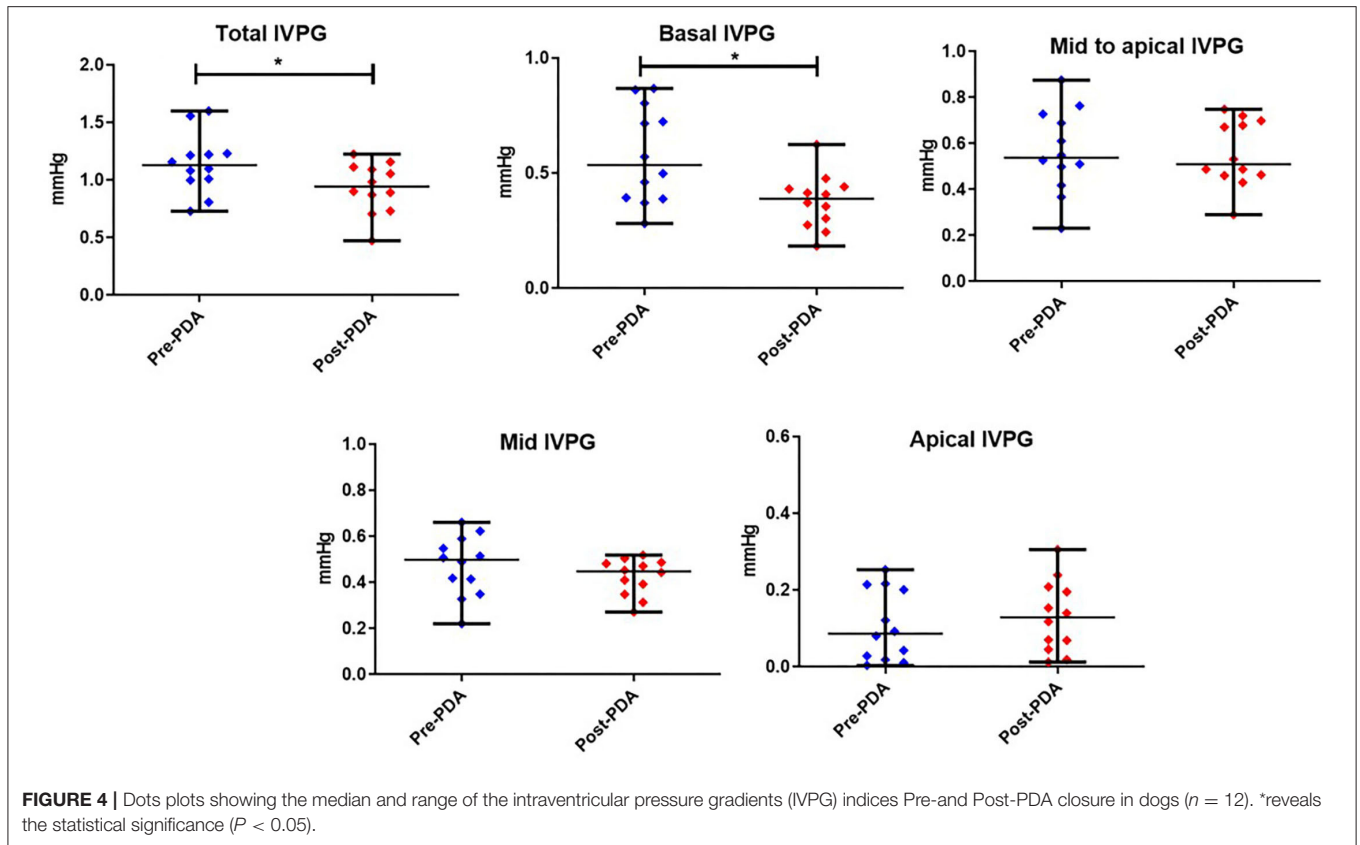 Total IVPG
*
2.0
1.5
1.0
0.5
0.0
mmHg
Pre-PDA
Post-PDA
Basal IVPG
*
1.0
0.5
0.0
mmHg
Pre-PDA
Post-PDA
Mid to apical IVPG
1.0
0.8
0.6
0.4
0.2
0.0
mmHg
Pre-PDA
Post-PDA
Mid IVPG
1.0
0.8
0.6
0.4
0.2
0.0
mmHg
Pre-PDA
Post-PDA
Apical IVPG
0.6
0.4
0.2
0.0
mmHg
Pre-PDA
Post-PDA
FIGURE 4 | Dots plots showing the median and range of the intraventricular pressure gradients (IVPG) indices Pre-and Post-PDA closure in dogs (n = 12). *reveals
the statistical significance (P < 0.05).